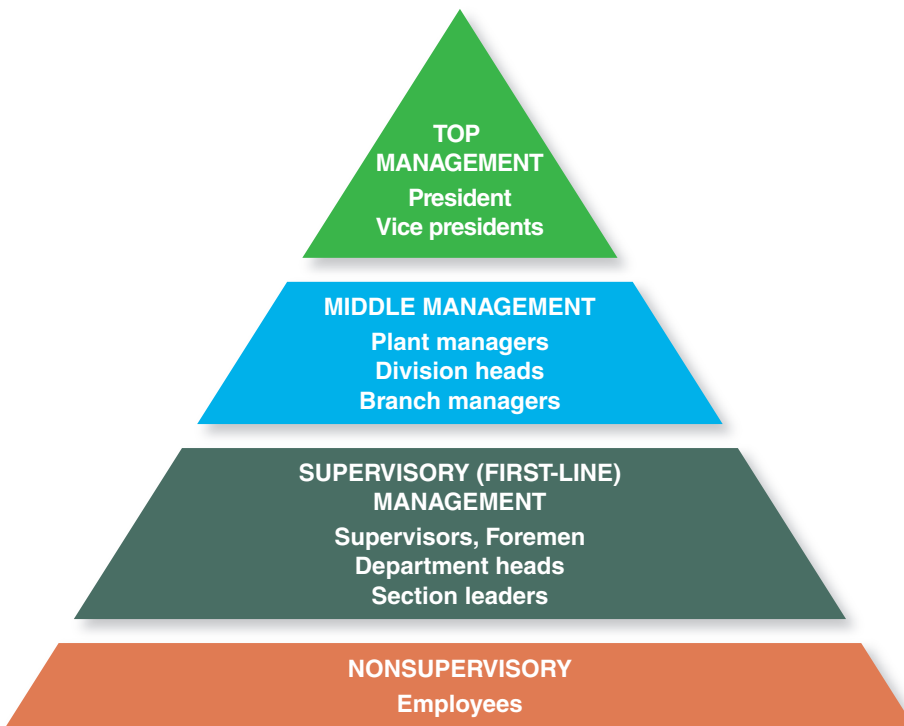 TOP
MANAGEMENT
President
Vice presidents
MIDDLE MANAGEMENT
Plant managers
Division heads
Branch managers
SUPERVISORY (FIRST-LINE)
MANAGEMENT
Supervisors, Foremen
Department heads
Section leaders
NONSUPERVISORY
Employees